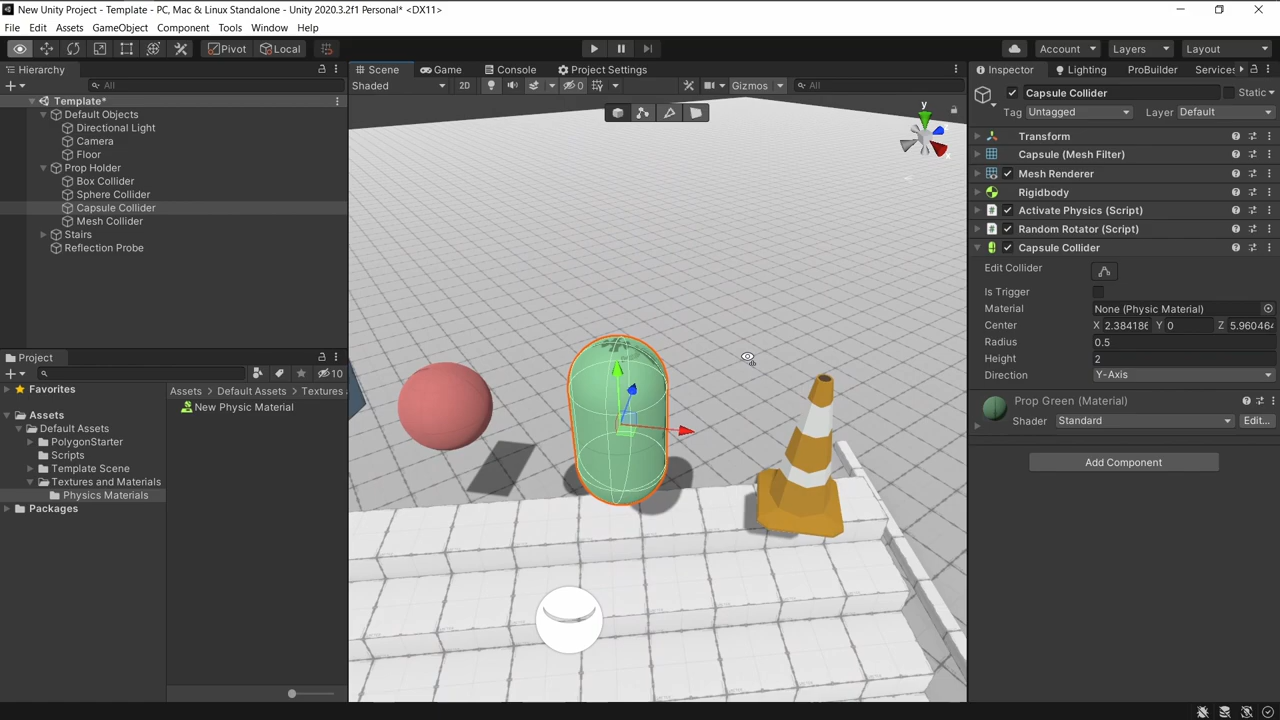 New Unity Project - Template - PC, Mac & Linux Standalone - Unity 2020.3.2f1 Personal* <DX11>
File Edit Assets GameObject Component Tools Window Help
Pivot Local Account Layers Layout
Hierarchy Scene Game Console Project Settings Inspector Lighting ProBuilder Services
All
Shaded 2D 0 Gizmos All
Template*
Default Objects
Directional Light
Camera
Floor
Prop Holder
Box Collider
Sphere Collider
Capsule Collider
Mesh Collider
Stairs
Reflection Probe
y
x
Project
10
Favorites
Assets
Default Assets
PolygonStarter
Scripts
Template Scene
Textures and Materials
Physics Materials
Packages
Assets Default Assets Textures a
New Physic Material
Capsule Collider Static
Tag Untagged Layer Default
Transform
Capsule (Mesh Filter)
Mesh Renderer
Rigidbody
Activate Physics (Script)
Random Rotator (Script)
Capsule Collider
Edit Collider
Is Trigger
Material None (Physic Material)
Center X 2.384186 Y 0 Z 5.960464
Radius 0.5
Height 2
Direction Y-Axis
Prop Green (Material)
Shader Standard Edit...
Add Component